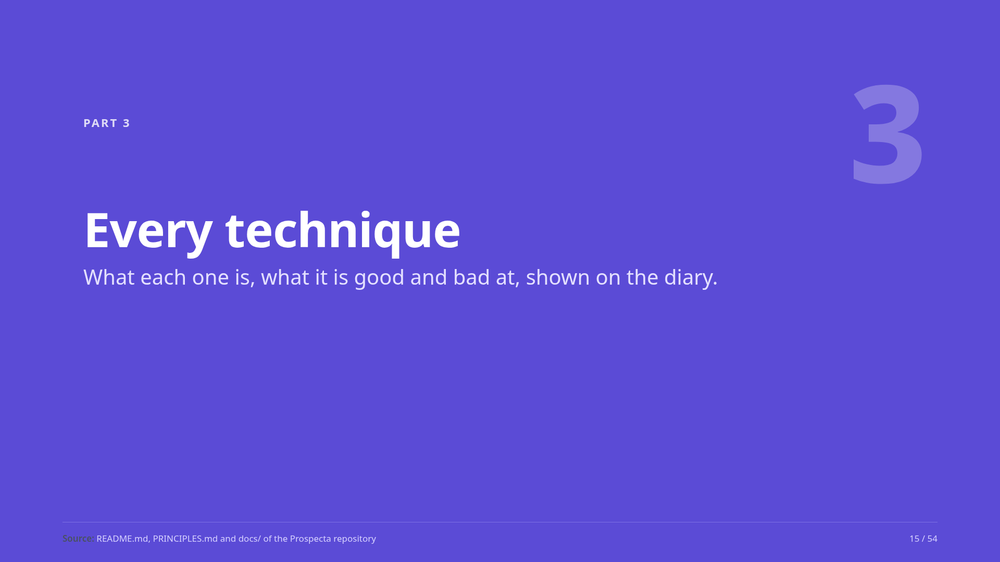 PART 3
3
Every technique
What each one is, what it is good and bad at, shown on the diary.
Source: README.md, PRINCIPLES.md and docs/ of the Prospecta repository
15 / 54